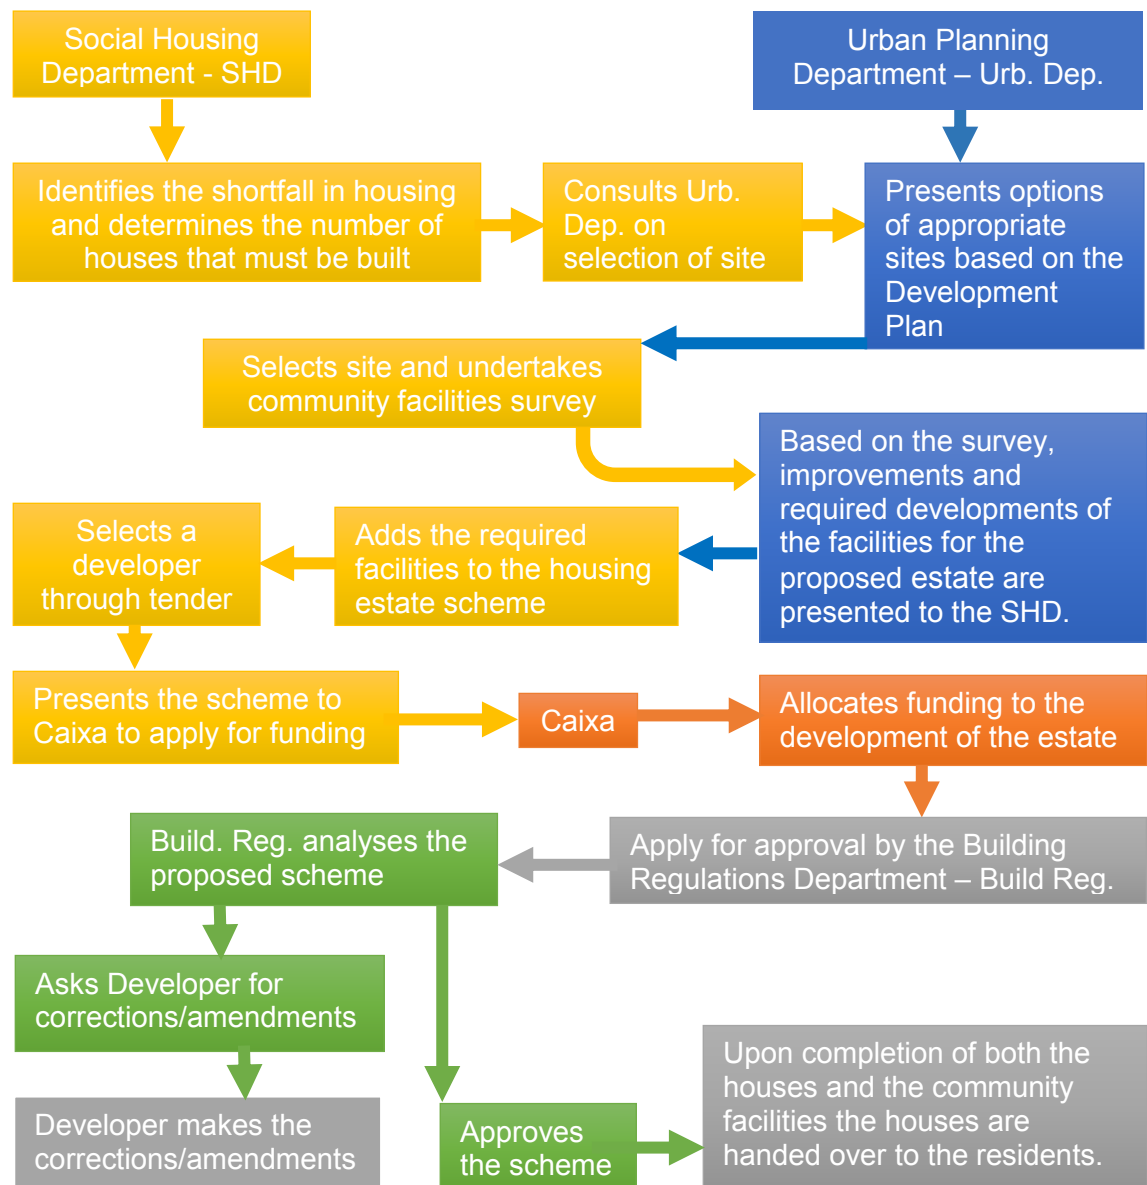 Social Housing
Department - SHD
Urban Planning
Department – Urb. Dep.
Identifies the shortfall in housing
and determines the number of
houses that must be built
Consults Urb.
Dep. on
selection of site
Presents options
of appropriate
sites based on the
Development
Plan
Selects site and undertakes
community facilities survey
Based on the survey,
improvements and
required developments of
the facilities for the
proposed estate are
presented to the SHD.
Adds the required
facilities to the housing
estate scheme
Selects a
developer
through tender
Presents the scheme to
Caixa to apply for funding
Caixa
Allocates funding to the
development of the estate
Apply for approval by the Building
Regulations Department – Build Reg.
Build. Reg. analyses the
proposed scheme
Asks Developer for
corrections/amendments
Developer makes the
corrections/amendments
Approves
the scheme
Upon completion of both the
houses and the community
facilities the houses are
handed over to the residents.